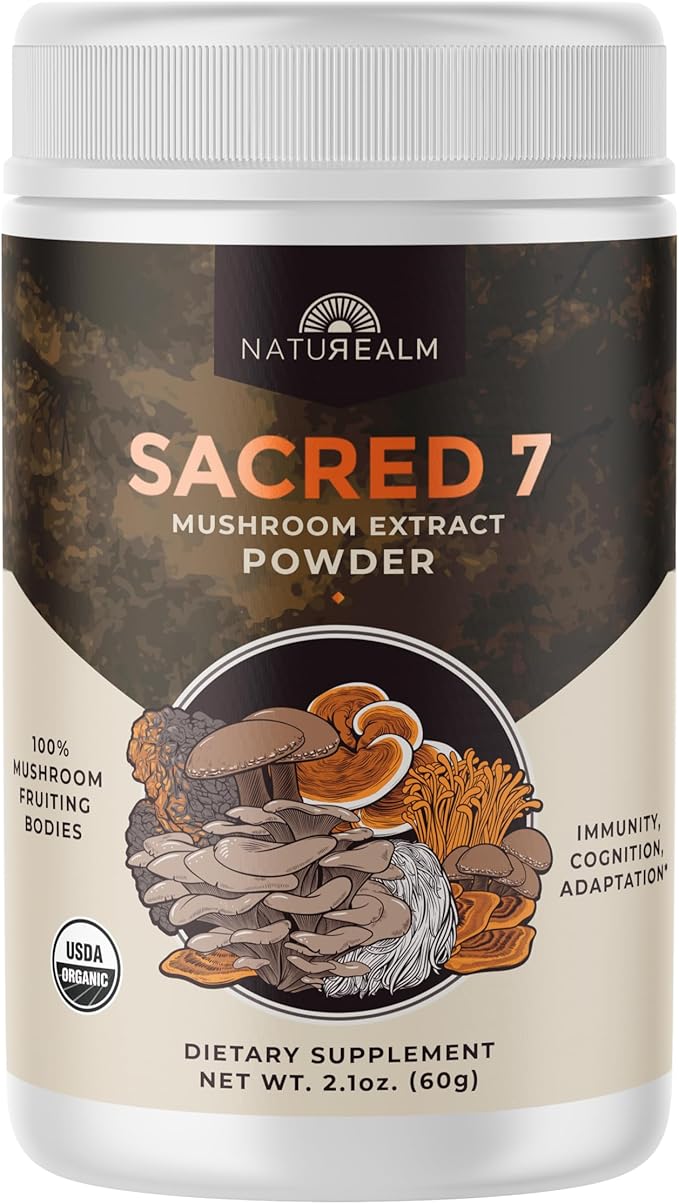 NATUЯEALM
SACRED 7
MUSHROOM EXTRACT
POWDER
100%
MUSHROOM
FRUITING
BODIES
IMMUNITY,
COGNITION,
ADAPTATION*
USDA
ORGANIC
DIETARY SUPPLEMENT
NET WT. 2.1oz. (60g)